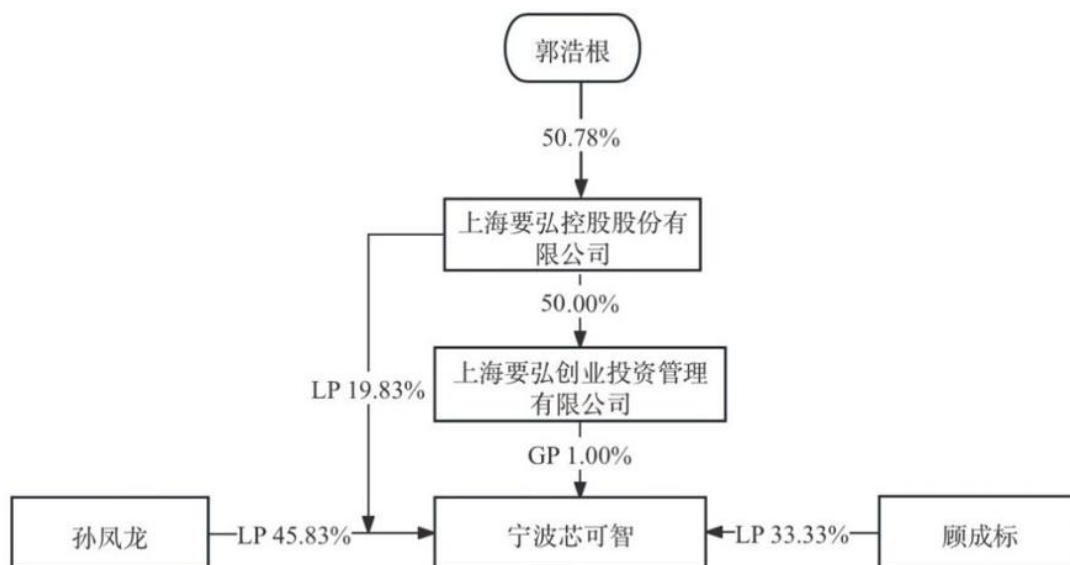 郭浩根
50.78%
上海要弘控股股份有
限公司
50.00%
上海要弘创业投资管理
有限公司
LP 19.83%
GP 1.00%
孙凤龙
LP 45.83%
宁波芯可智
LP 33.33%
顾成标